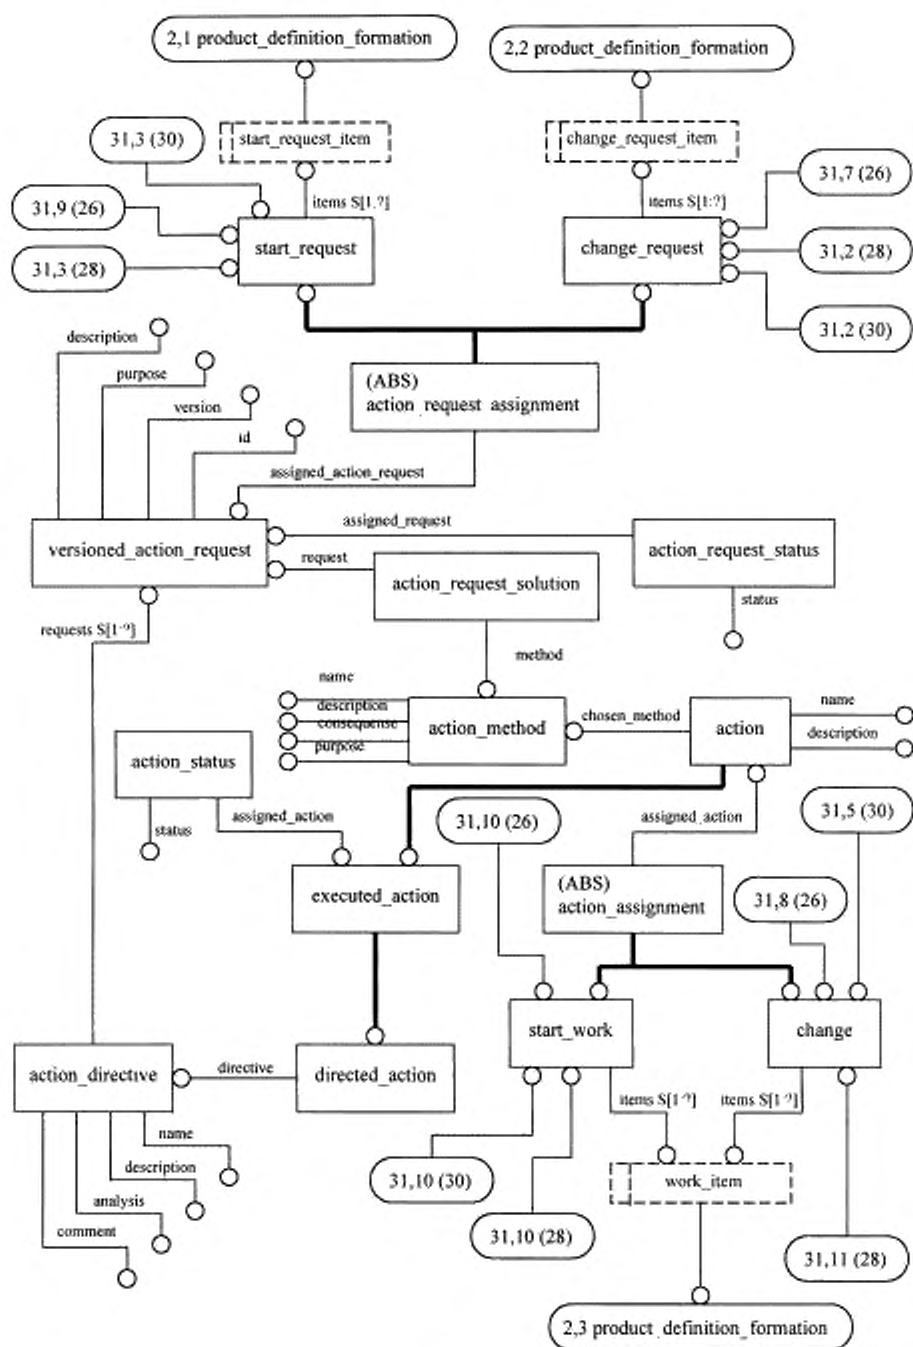 2,1 product_definition_formation
2,2 product_definition_formation
31,3 (30)
start_request_item
change_request_item
31,7 (26)
31,9 (26)
items S[1.?]
items S[1:?]
start_request
change_request
31,2 (28)
31,3 (28)
31,2 (30)
description
purpose
version
id
(ABS)
action_request assignment
assigned_action_request
versioned_action_request
assigned_request
action_request_status
request
action_request_solution
status
requests S[1-?]
method
name
description
consequense
purpose
action_method
chosen_method
action
name
description
action_status
status
assigned_action
31,10 (26)
assigned_action
31,5 (30)
executed_action
(ABS)
action_assignment
31,8 (26)
start_work
change
action_directive
directive
directed_action
items S[1-?]
items S[1-?]
name
description
analysis
comment
31,10 (30)
work_item
31,10 (28)
31,11 (28)
2,3 product_definition_formation